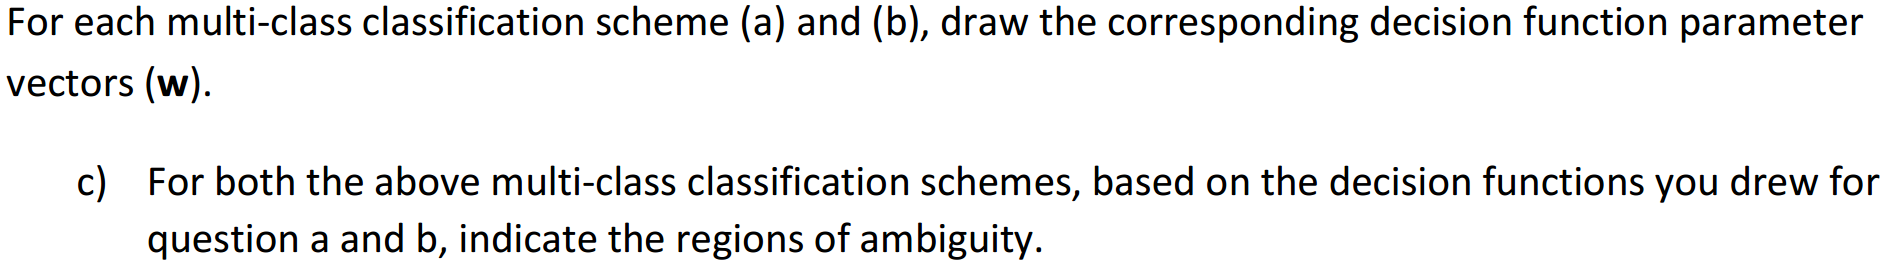 For each multi-class classification scheme (a) and (b), draw the corresponding decision function parameter
vectors (w).
c) For both the above multi-class classification schemes, based on the decision functions you drew for
question a and b, indicate the regions of ambiguity.